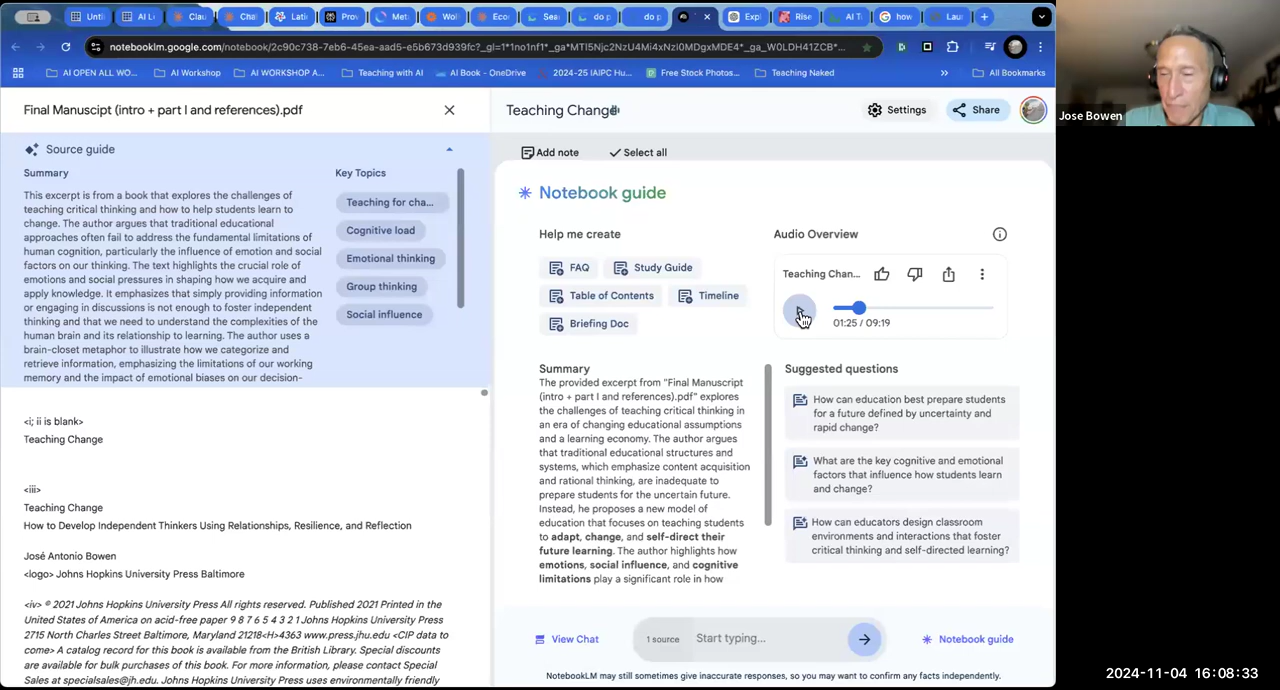 Unti
AI L
Clau
Chat
Latic
Prov
Met
Wol
Ecor
Sea
do p
do p
Expl
Rise
AI T
how
Laur
notebooklm.google.com/notebook/2c90c738-7eb6-45ea-aad5-e5b673d939fc?_gl=1*1no1nf1*_ga*MTI5Njc2NzU4Mi4xNzI0MDgxMDE4*_ga_W0LDH41ZCB*...
AI OPEN ALL WO...
AI Workshop
AI WORKSHOP A...
Teaching with AI
AI Book - OneDrive
2024-25 IAIPC Hu...
Free Stock Photos...
Teaching Naked
»
All Bookmarks
Final Manuscipt (intro + part I and references).pdf
Source guide
Summary
This excerpt is from a book that explores the challenges of
teaching critical thinking and how to help students learn to
change. The author argues that traditional educational
approaches often fail to address the fundamental limitations of
human cognition, particularly the influence of emotion and social
factors on our thinking. The text highlights the crucial role of
emotions and social pressures in shaping how we acquire and
apply knowledge. It emphasizes that simply providing information
or engaging in discussions is not enough to foster independent
thinking and that we need to understand the complexities of the
human brain and its relationship to learning. The author uses a
brain-closet metaphor to illustrate how we categorize and
retrieve information, emphasizing the limitations of our working
memory and the impact of emotional biases on our decision-
Key Topics
Teaching for cha...
Cognitive load
Emotional thinking
Group thinking
Social influence
<i; ii is blank>
Teaching Change
<iii>
Teaching Change
How to Develop Independent Thinkers Using Relationships, Resilience, and Reflection
José Antonio Bowen
<logo> Johns Hopkins University Press Baltimore
<iv> © 2021 Johns Hopkins University Press All rights reserved. Published 2021 Printed in the
United States of America on acid-free paper 9 8 7 6 5 4 3 2 1 Johns Hopkins University Press
2715 North Charles Street Baltimore, Maryland 21218<H>4363 www.press.jhu.edu <CIP data to
come> A catalog record for this book is available from the British Library. Special discounts
are available for bulk purchases of this book. For more information, please contact Special
Sales at specialsales@jh.edu. Johns Hopkins University Press uses environmentally friendly
Teaching Change
Settings
Share
Add note
Select all
Notebook guide
Help me create
FAQ
Study Guide
Table of Contents
Timeline
Briefing Doc
Audio Overview
Teaching Chan...
01:25 / 09:19
Summary
The provided excerpt from "Final Manuscript
(intro + part I and references).pdf" explores
the challenges of teaching critical thinking in
an era of changing educational assumptions
and a learning economy. The author argues
that traditional educational structures and
systems, which emphasize content acquisition
and rational thinking, are inadequate to
prepare students for the uncertain future.
Instead, he proposes a new model of
education that focuses on teaching students
to adapt, change, and self-direct their
future learning. The author highlights how
emotions, social influence, and cognitive
limitations play a significant role in how
Suggested questions
How can education best prepare students
for a future defined by uncertainty and
rapid change?
What are the key cognitive and emotional
factors that influence how students learn
and change?
How can educators design classroom
environments and interactions that foster
critical thinking and self-directed learning?
View Chat
1 source
Start typing...
Notebook guide
NotebookLM may still sometimes give inaccurate responses, so you may want to confirm any facts independently.
Jose Bowen
2024-11-04 16:08:33